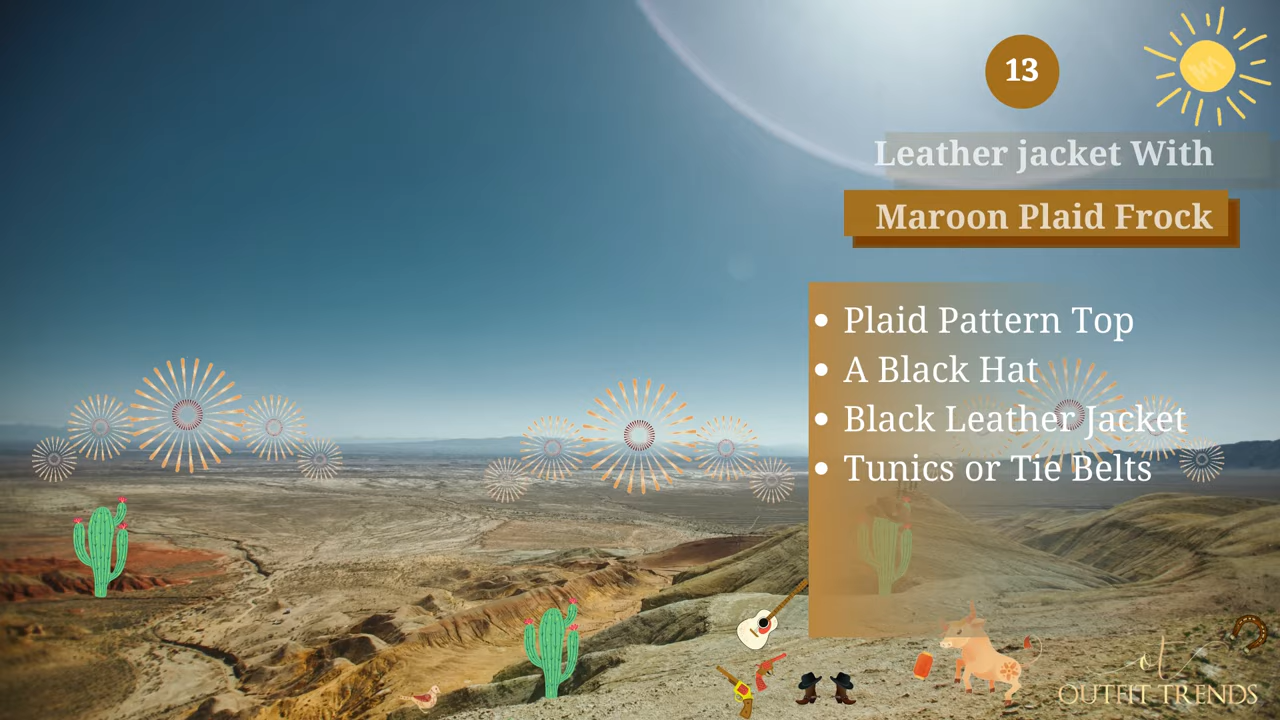 13
Leather jacket With
Maroon Plaid Frock
• Plaid Pattern Top
• A Black Hat
• Black Leather Jacket
• Tunics or Tie Belts
ot
OUTFIT TRENDS